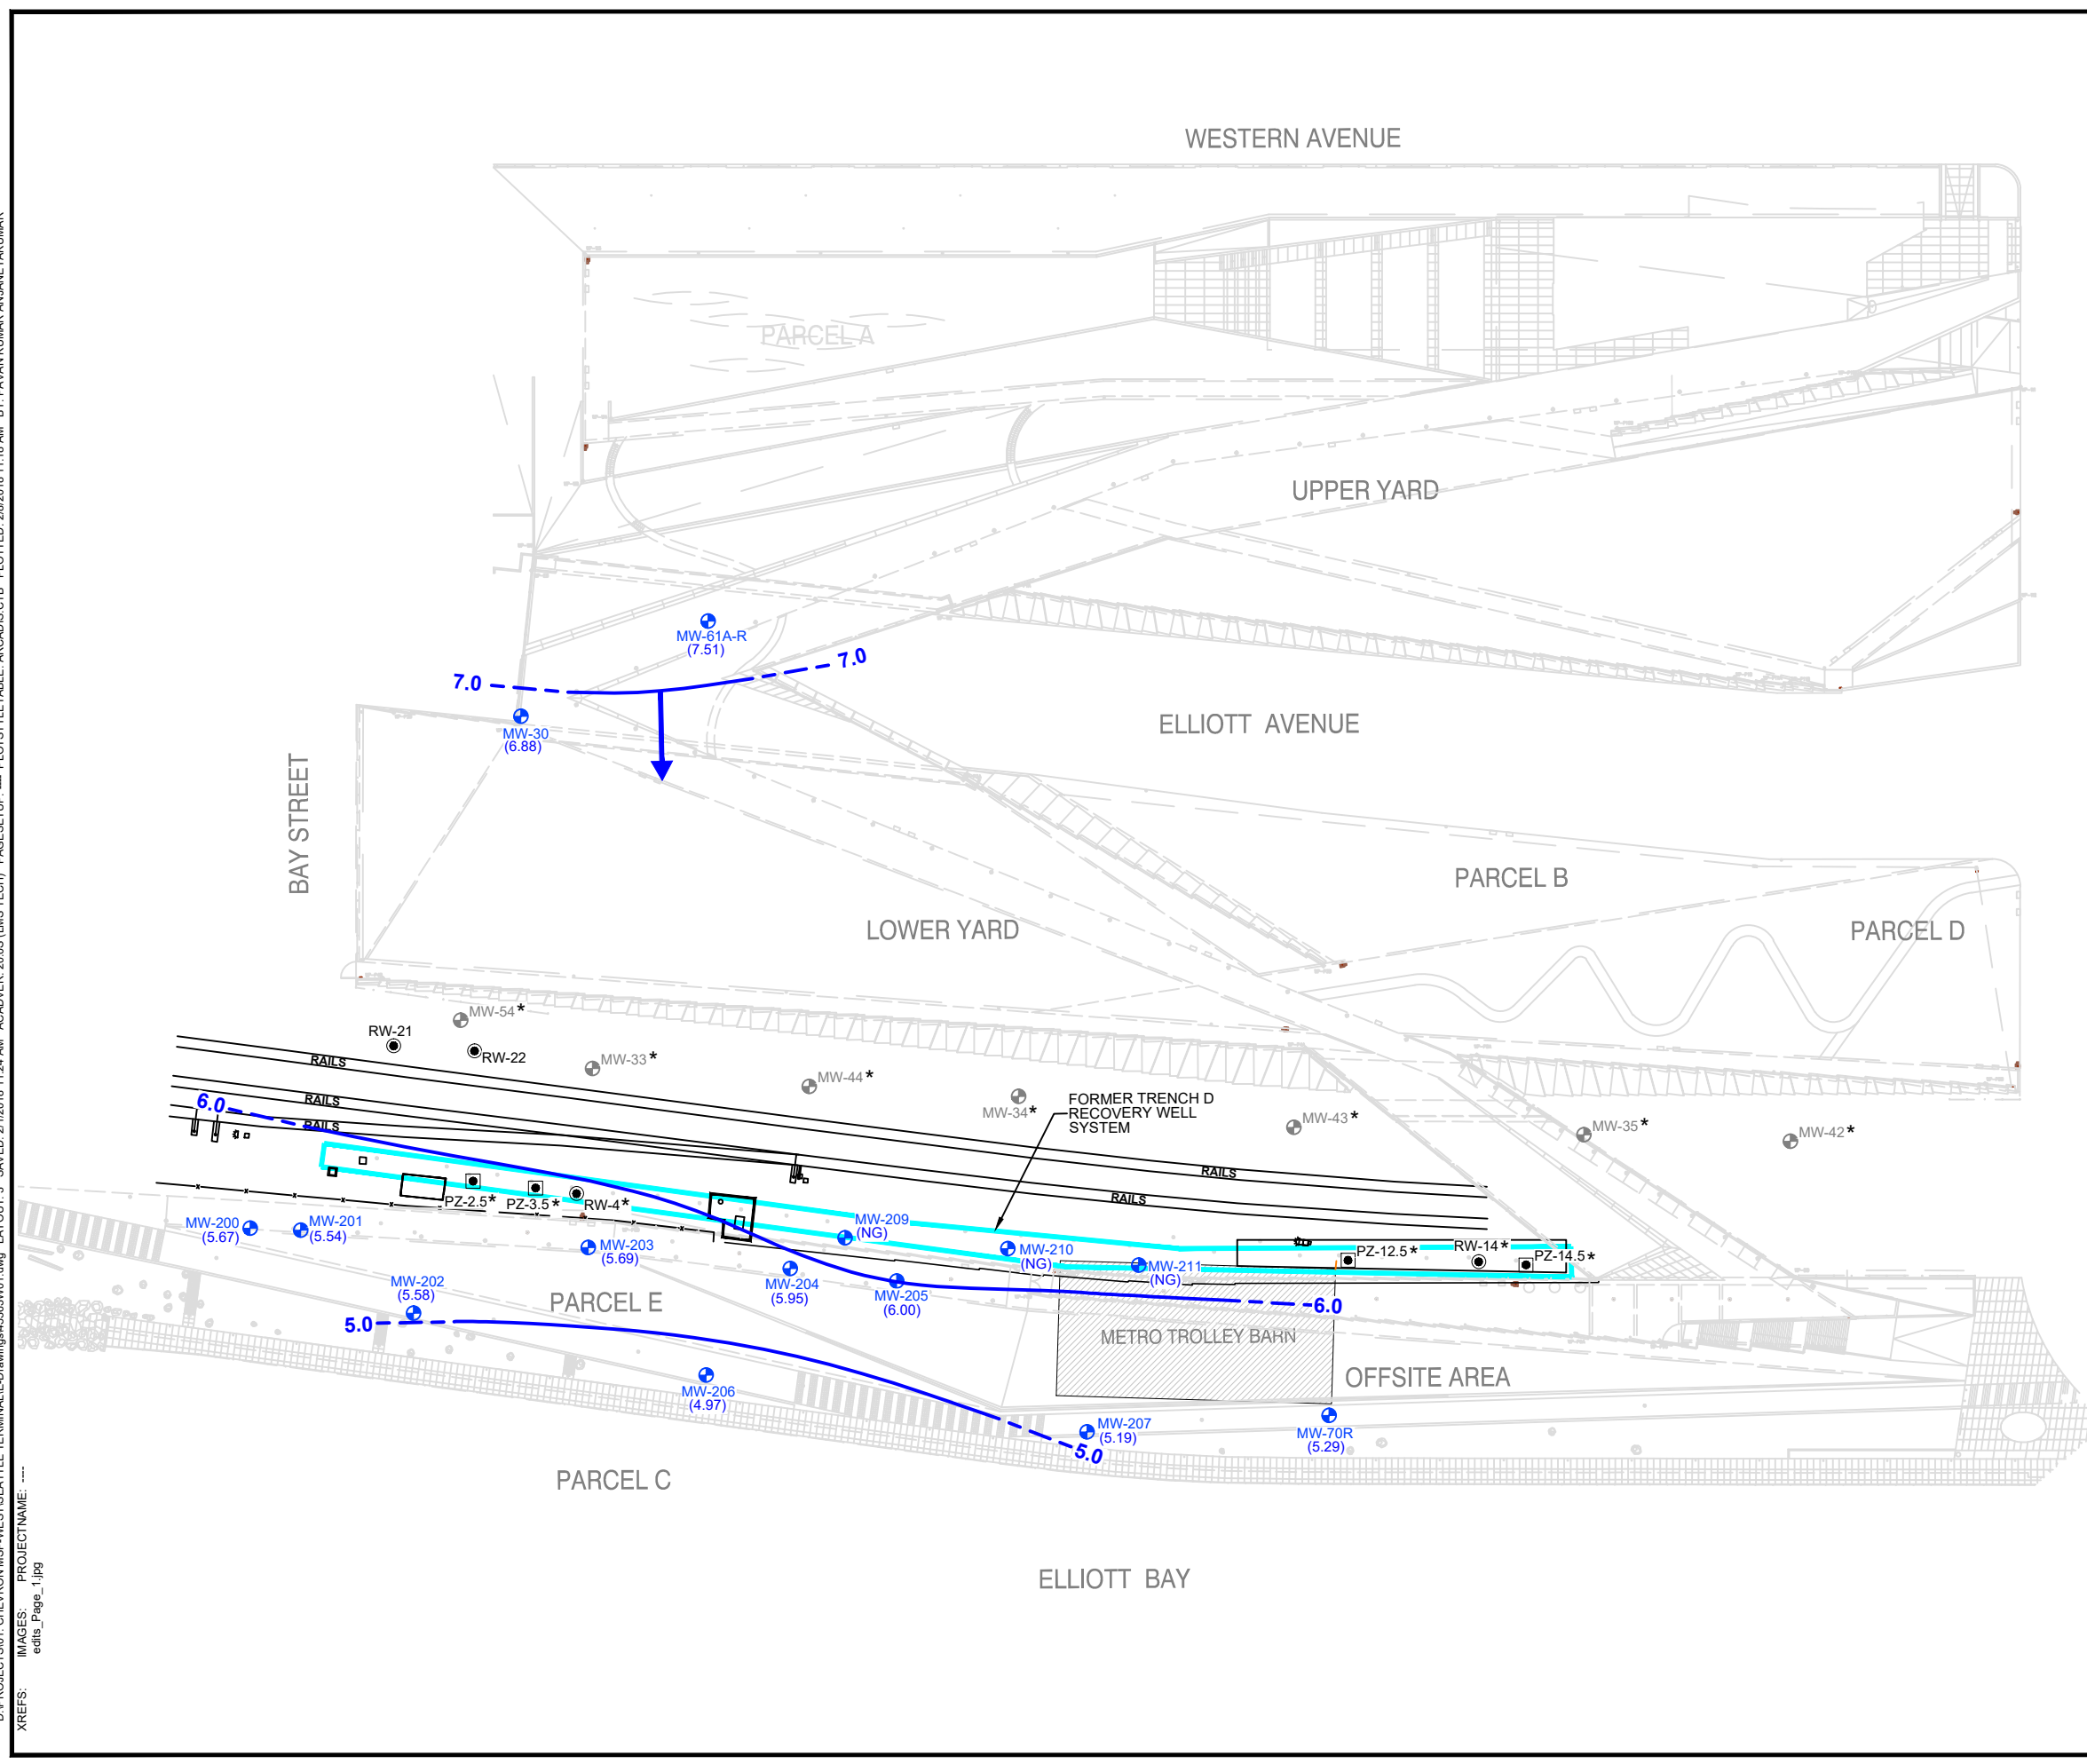 WESTERN AVENUE
PARCEL A
UPPER YARD
MW-61A-R
(7.51)
7.0
7.0
MW-30
(6.88)
ELLIOTT AVENUE
BAY STREET
PARCEL B
LOWER YARD
PARCEL D
MW-54*
RW-21
RW-22
RAILS
MW-33*
MW-44*
MW-34*
FORMER TRENCH D
RECOVERY WELL
SYSTEM
MW-43*
MW-35*
MW-42*
6.0
RAILS
RAILS
RAILS
RAILS
PZ-2.5*
PZ-3.5*
RW-4*
MW-200
(5.67)
MW-201
(5.54)
MW-203
(5.69)
MW-209
(NG)
MW-210
(NG)
MW-211
(NG)
PZ-12.5*
RW-14*
PZ-14.5*
MW-202
(5.58)
MW-204
(5.95)
MW-205
(6.00)
6.0
PARCEL E
5.0
METRO TROLLEY BARN
OFFSITE AREA
MW-206
(4.97)
MW-207
(5.19)
5.0
MW-70R
(5.29)
PARCEL C
ELLIOTT BAY
XREFS: IMAGES: PROJECTNAME: ----
edits_Page_1.jpg